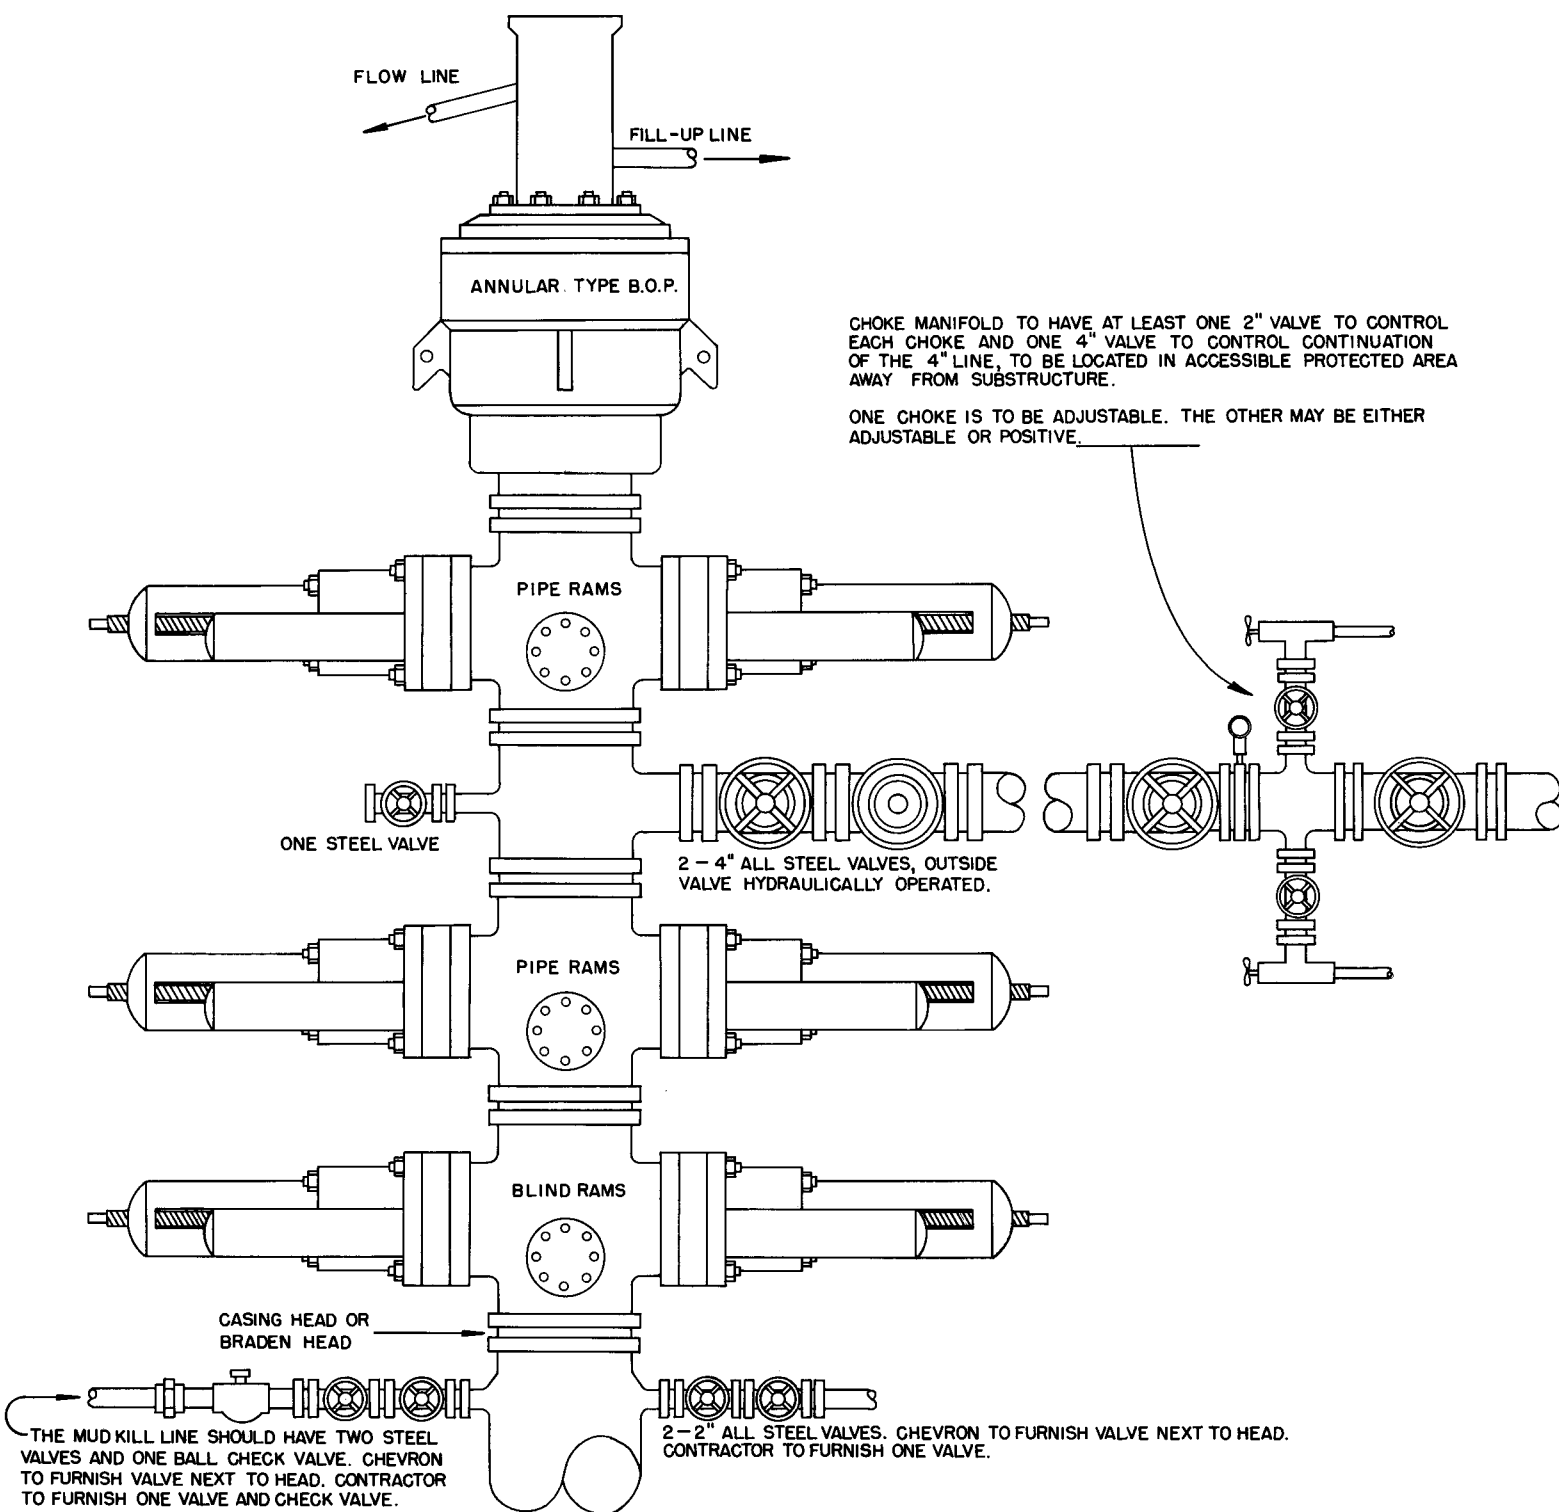 FLOW LINE
FILL-UP LINE
ANNULAR TYPE B.O.P.
CHOKE MANIFOLD TO HAVE AT LEAST ONE 2" VALVE TO CONTROL
EACH CHOKE AND ONE 4" VALVE TO CONTROL CONTINUATION
OF THE 4" LINE, TO BE LOCATED IN ACCESSIBLE PROTECTED AREA
AWAY FROM SUBSTRUCTURE.
ONE CHOKE IS TO BE ADJUSTABLE. THE OTHER MAY BE EITHER
ADJUSTABLE OR POSITIVE.
PIPE RAMS
ONE STEEL VALVE
2-4" ALL STEEL VALVES, OUTSIDE
VALVE HYDRAULICALLY OPERATED.
PIPE RAMS
BLIND RAMS
CASING HEAD OR
BRADEN HEAD
THE MUD KILL LINE SHOULD HAVE TWO STEEL
VALVES AND ONE BALL CHECK VALVE. CHEVRON
TO FURNISH VALVE NEXT TO HEAD. CONTRACTOR
TO FURNISH ONE VALVE AND CHECK VALVE.
2-2" ALL STEEL VALVES. CHEVRON TO FURNISH VALVE NEXT TO HEAD.
CONTRACTOR TO FURNISH ONE VALVE.